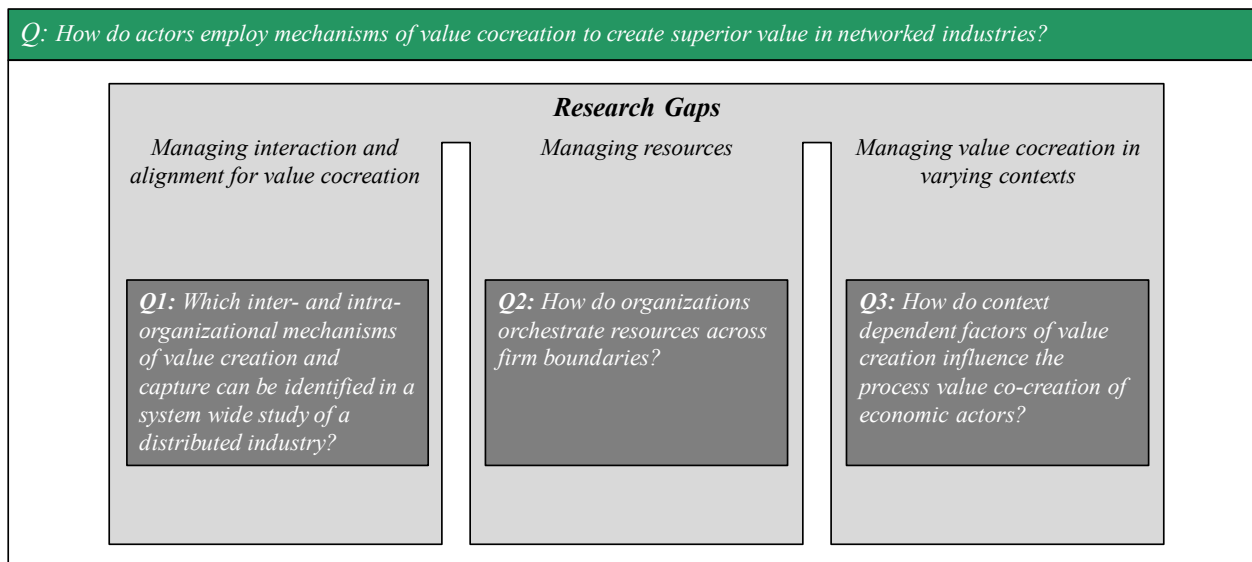 Q: How do actors employ mechanisms of value cocreation to create superior value in networked industries?
Research Gaps
Managing interaction and
alignment for value cocreation
Managing resources
Managing value cocreation in
varying contexts
Q1: Which inter- and intra-
organizational mechanisms
of value creation and
capture can be identified in a
system wide study of a
distributed industry?
Q2: How do organizations
orchestrate resources across
firm boundaries?
Q3: How do context
dependent factors of value
creation influence the
process value co-creation of
economic actors?